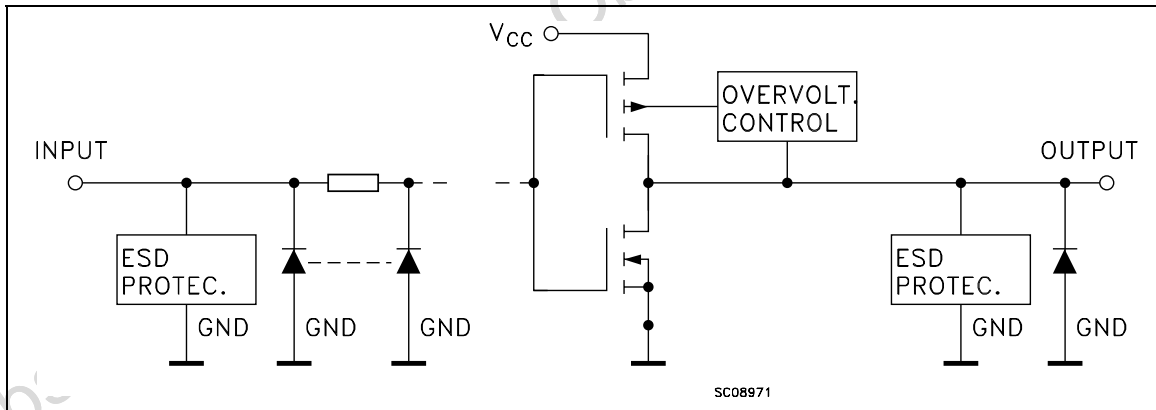 VCC
OVERVOLT.
CONTROL
INPUT
OUTPUT
ESD
PROTEC.
ESD
PROTEC.
GND
GND
GND
GND
GND
SC08971